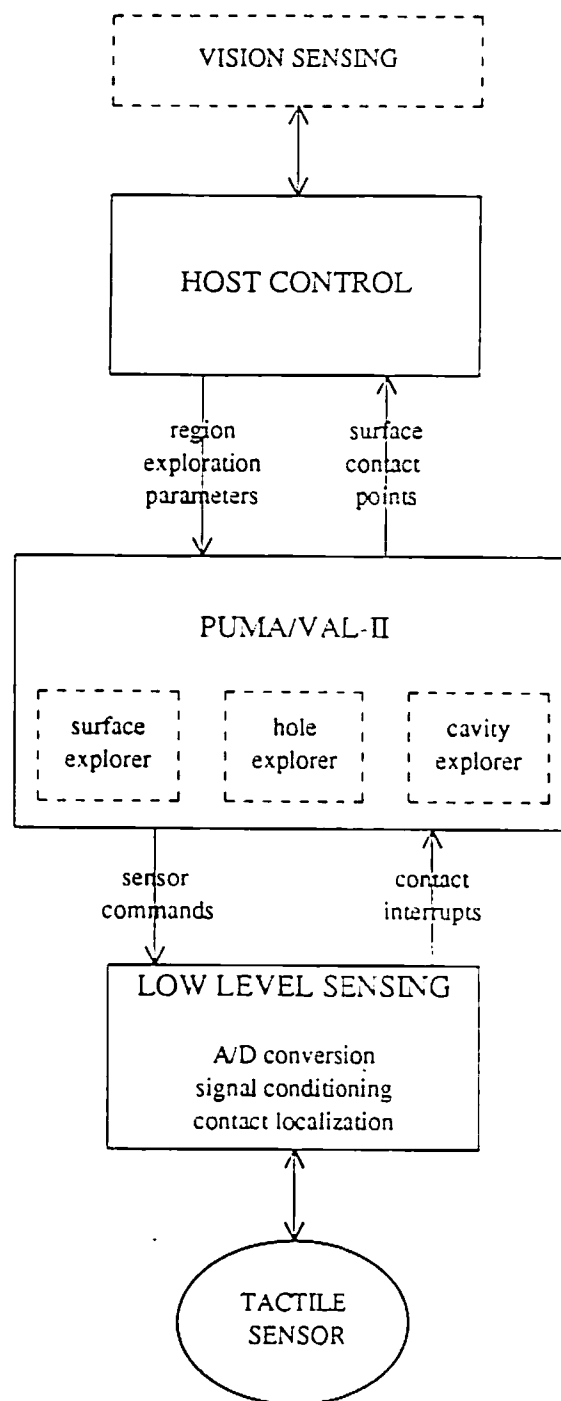 VISION SENSING
HOST CONTROL
region
exploration
parameters
surface
contact
points
PUMA/VAL-II
surface
explorer
hole
explorer
cavity
explorer
sensor
commands
contact
interrupts
LOW LEVEL SENSING
A/D conversion
signal conditioning
contact localization
TACTILE
SENSOR